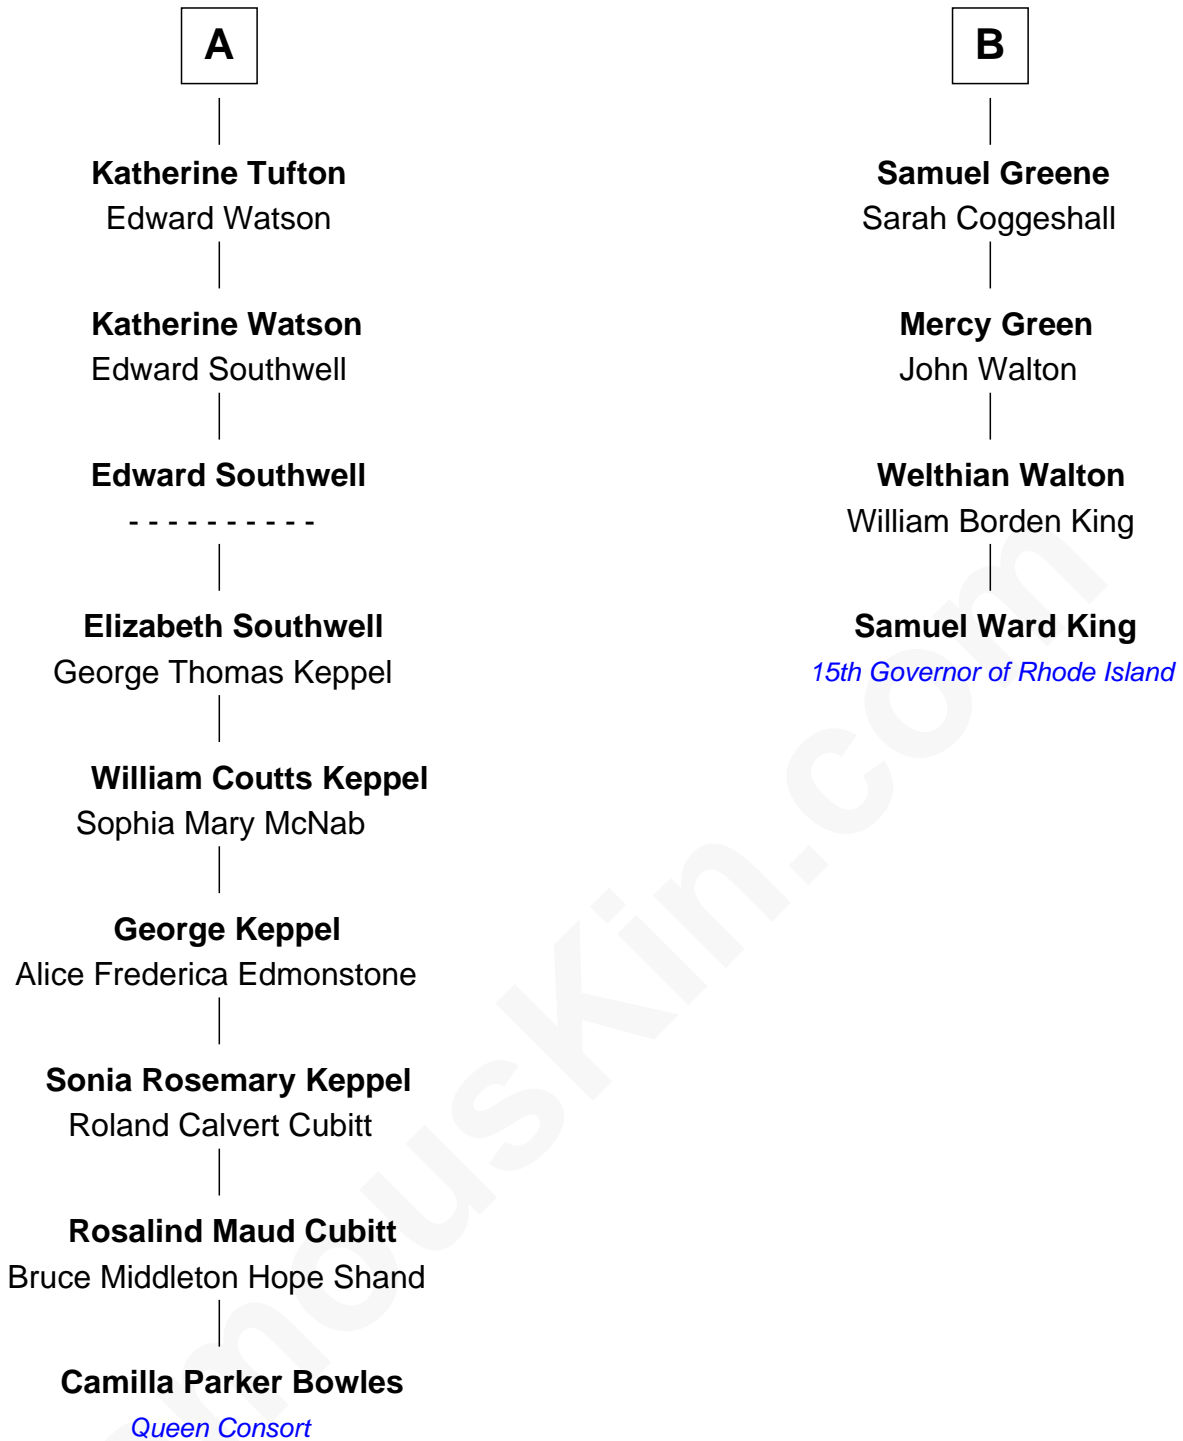 A
Katherine Tufton
Edward Watson
Katherine Watson
Edward Southwell
Edward Southwell
- - - - - - - - - -
Elizabeth Southwell
George Thomas Keppel
William Coutts Keppel
Sophia Mary McNab
George Keppel
Alice Frederica Edmonstone
Sonia Rosemary Keppel
Roland Calvert Cubitt
Rosalind Maud Cubitt
Bruce Middleton Hope Shand
Camilla Parker Bowles
Queen Consort
B
Samuel Greene
Sarah Coggeshall
Mercy Green
John Walton
Welthian Walton
William Borden King
Samuel Ward King
15th Governor of Rhode Island
mousKin.com